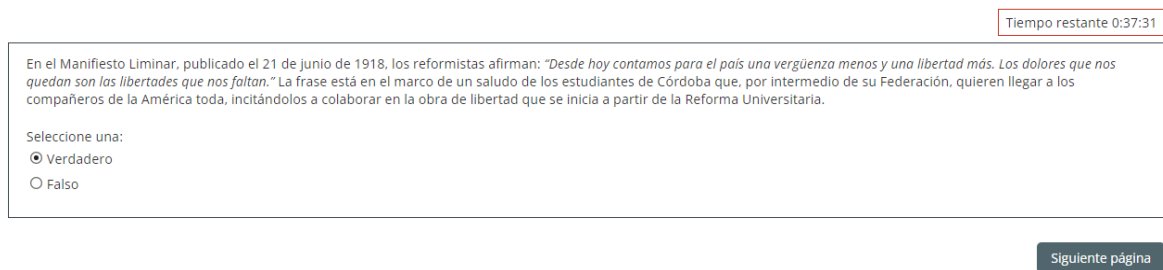 Tiempo restante 0:37:31
En el Manifiesto Liminar, publicado el 21 de junio de 1918, los reformistas afirman: “Desde hoy contamos para el país una vergüenza menos y una libertad más. Los dolores que nos
quedan son las libertades que nos faltan.” La frase está en el marco de un saludo de los estudiantes de Córdoba que, por intermedio de su Federación, quieren llegar a los
compañeros de la América toda, incitándolos a colaborar en la obra de libertad que se inicia a partir de la Reforma Universitaria.
Seleccione una:
Verdadero
Falso
Siguiente página